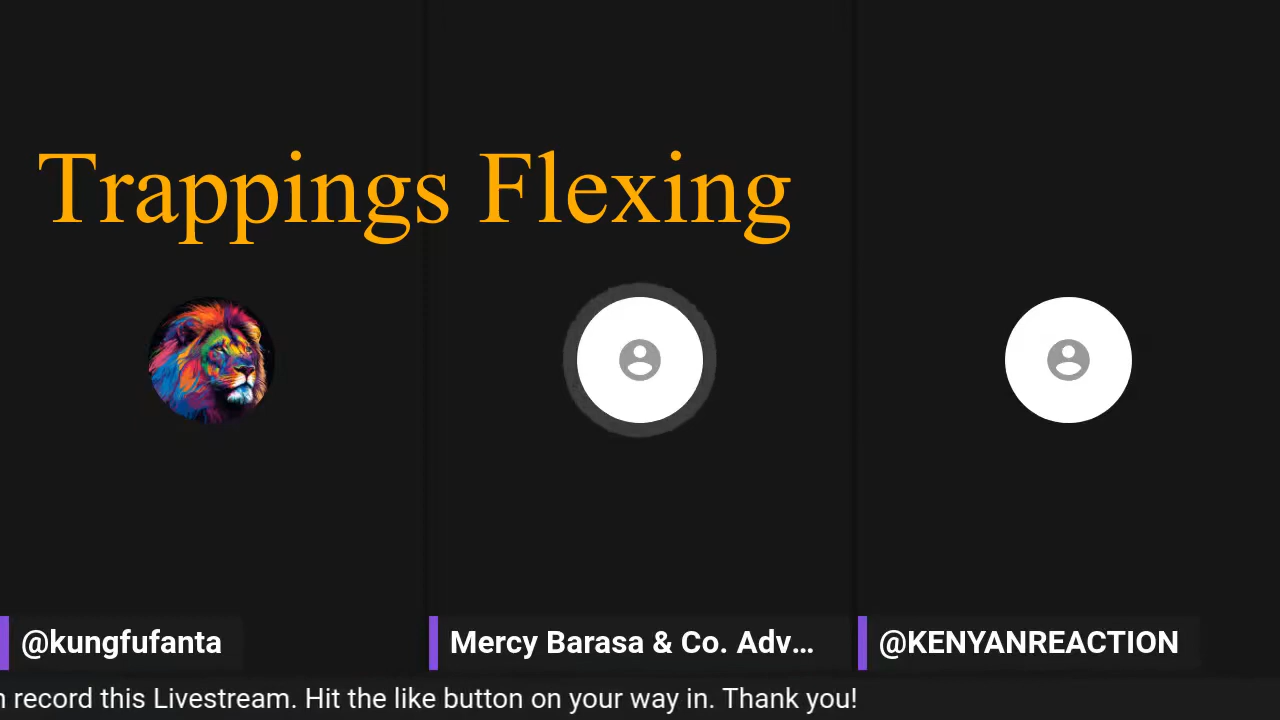 Trappings Flexing
@kungfufanta
Mercy Barasa & Co. Adv...
@KENYANREACTION
record this Livestream. Hit the like button on your way in. Thank you!